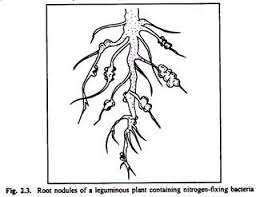 Fig. 2.3. Root nodules of a leguminous plant containing nitrogen-fixing bacteria